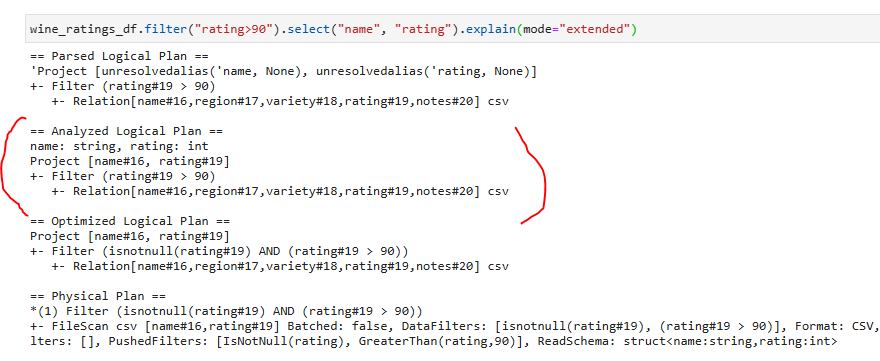 wine_ratings_df.filter("rating>90").select("name", "rating").explain(mode="extended")
== Parsed Logical Plan ==
'Project [unresolvedalias('name, None), unresolvedalias('rating, None)]
+- Filter (rating#19 > 90)
+- Relation[name#16,region#17,variety#18,rating#19,notes#20] csv
== Analyzed Logical Plan ==
name: string, rating: int
Project [name#16, rating#19]
+- Filter (rating#19 > 90)
+- Relation[name#16,region#17,variety#18,rating#19,notes#20] csv
== Optimized Logical Plan ==
Project [name#16, rating#19]
+- Filter (isnotnull(rating#19) AND (rating#19 > 90))
+- Relation[name#16,region#17,variety#18,rating#19,notes#20] csv
== Physical Plan ==
*(1) Filter (isnotnull(rating#19) AND (rating#19 > 90))
+- FileScan csv [name#16,rating#19] Batched: false, DataFilters: [isnotnull(rating#19), (rating#19 > 90)], Format: CSV,
lters: [], PushedFilters: [IsNotNull(rating), GreaterThan(rating,90)], ReadSchema: struct<name:string,rating:int>